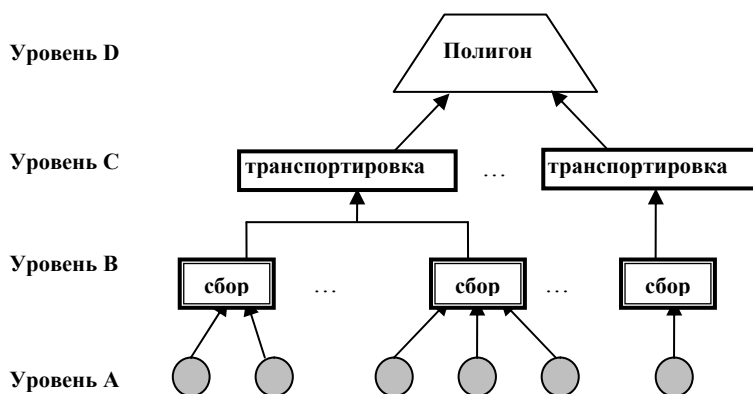 Уровень D
Полигон
Уровень C
транспортировка
...
транспортировка
Уровень B
сбор
...
сбор
...
сбор
Уровень A